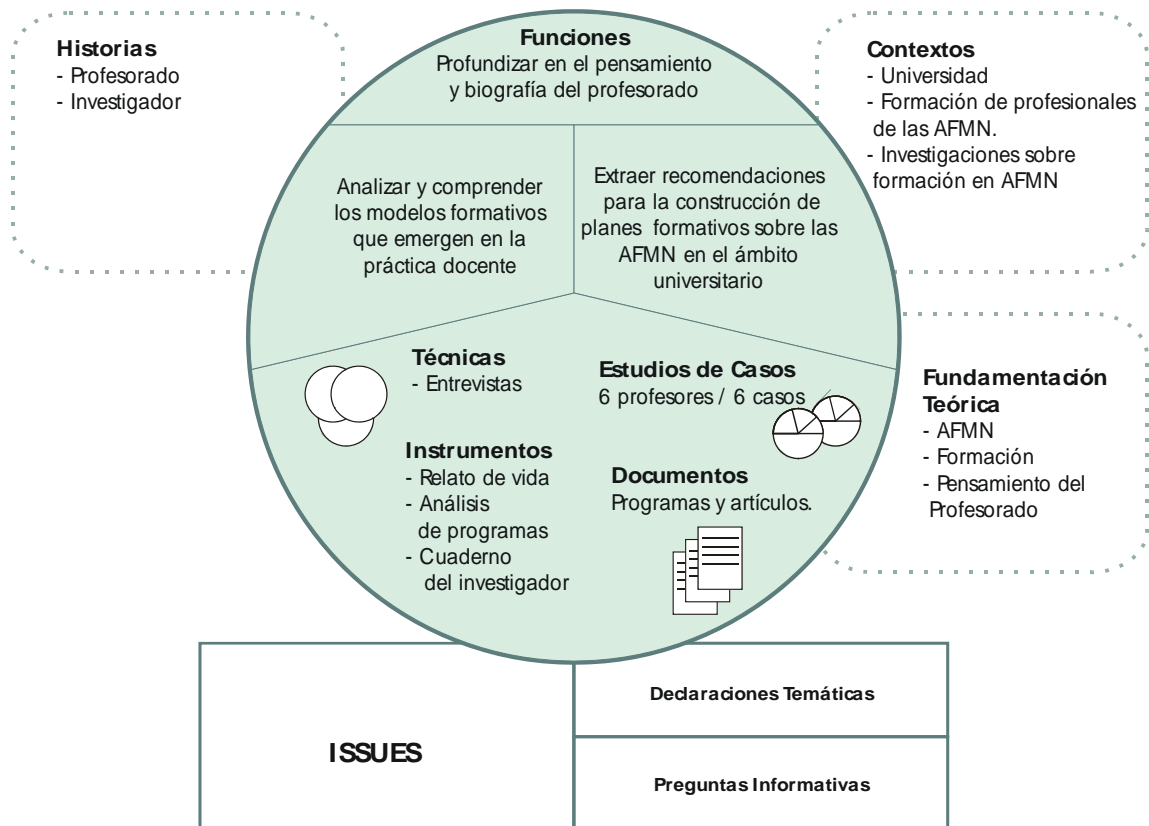 Historias
- Profesorado
- Investigador
Funciones
Profundizar en el pensamiento
y biografía del profesorado
Contextos
- Universidad
- Formación de profesionales
de las AFMN.
- Investigaciones sobre
formación en AFMN
Analizar y comprender
los modelos formativos
que emergen en la
práctica docente
Extraer recomendaciones
para la construcción de
planes formativos sobre las
AFMN en el ámbito
universitario
Técnicas
- Entrevistas
Estudios de Casos
6 profesores / 6 casos
Instrumentos
- Relato de vida
- Análisis
de programas
- Cuaderno
del investigador
Documentos
Programas y artículos.
Fundamentación
Teórica
- AFMN
- Formación
- Pensamiento del
Profesorado
ISSUES
Declaraciones Temáticas
Preguntas Informativas